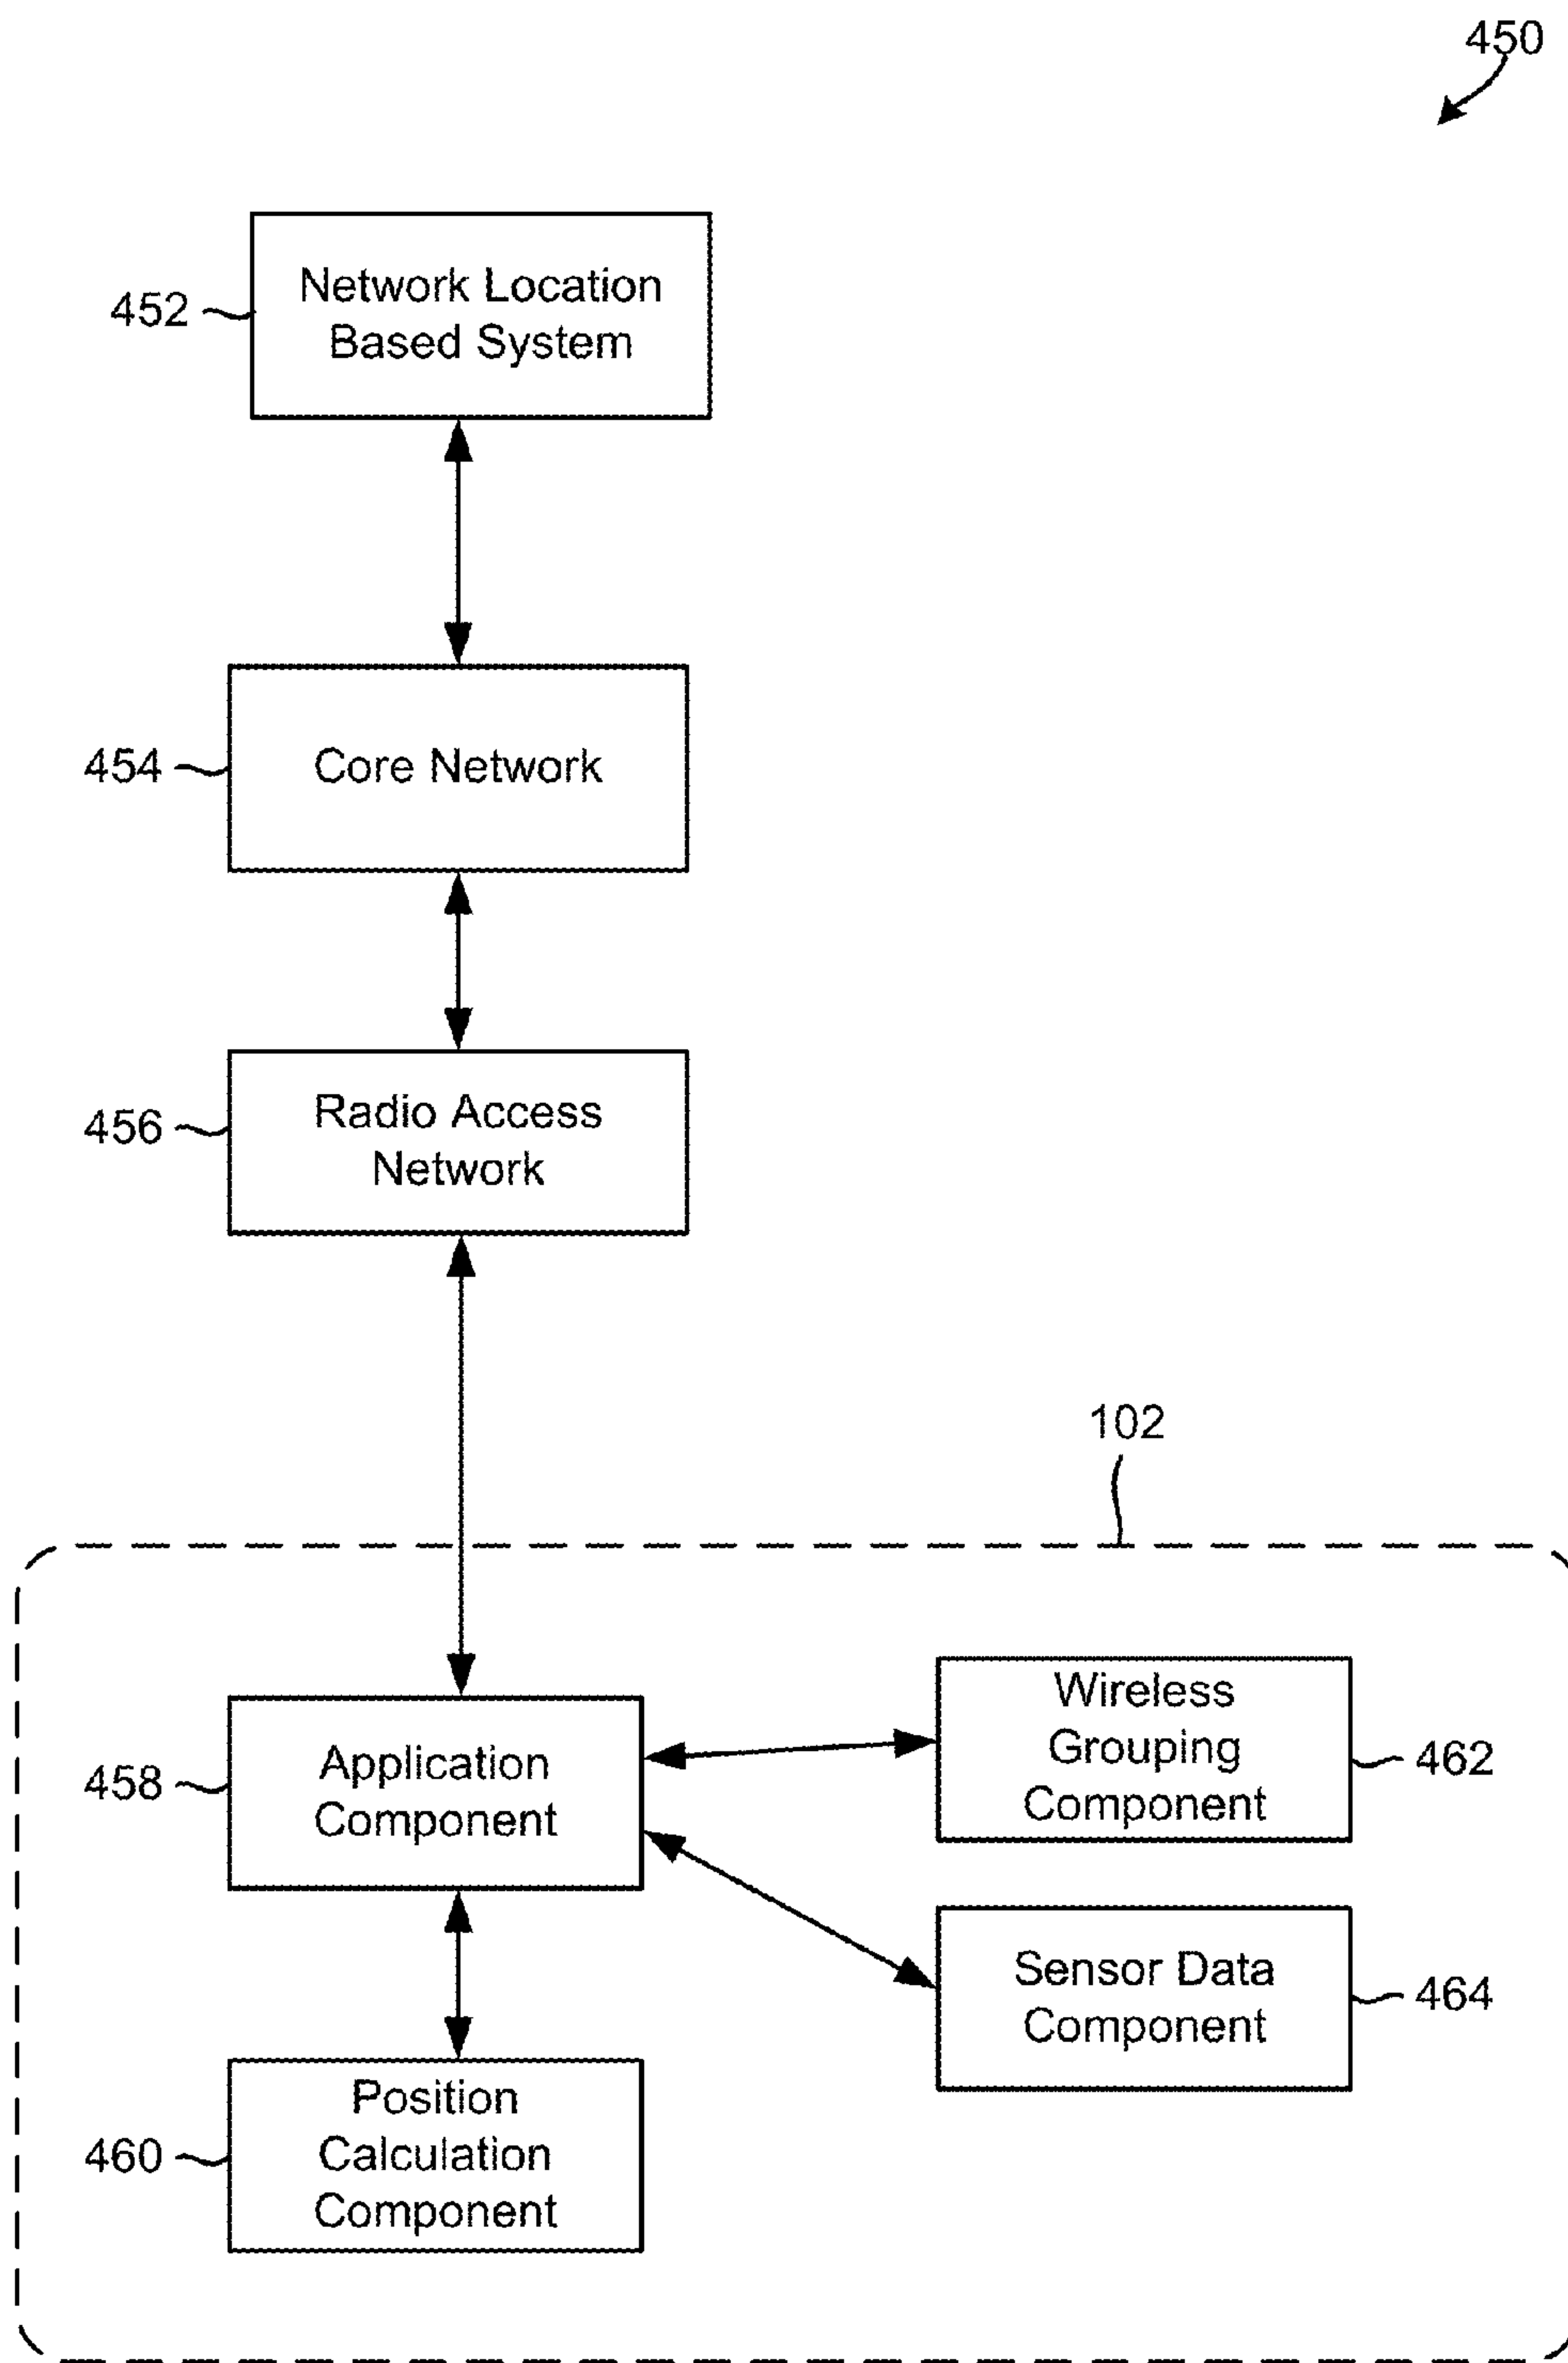 450
Network Location
Based System
452
Core Network
454
Radio Access
Network
456
102
Application
Component
458
Wireless
Grouping
Component
462
Sensor Data
Component
464
Position
Calculation
Component
460